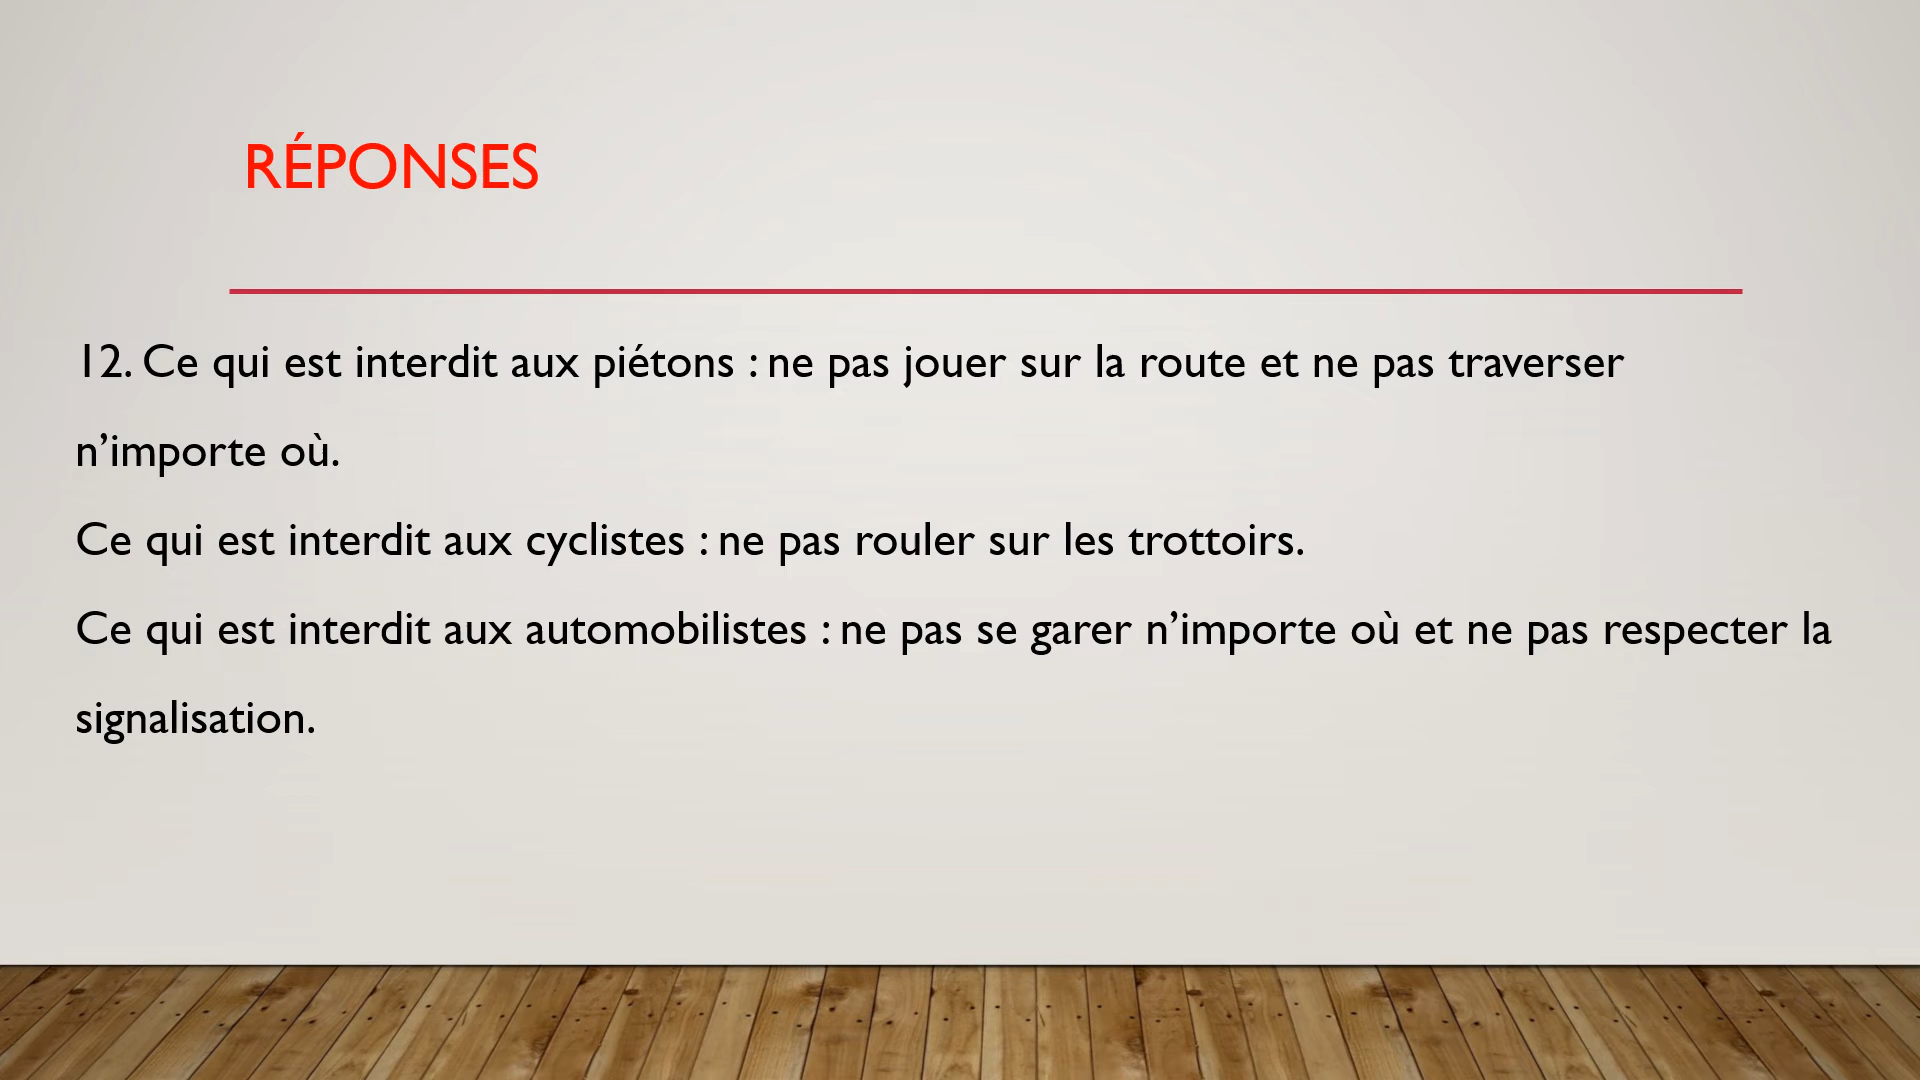 RÉPONSES
12. Ce qui est interdit aux piétons : ne pas jouer sur la route et ne pas traverser
n’importe où.
Ce qui est interdit aux cyclistes : ne pas rouler sur les trottoirs.
Ce qui est interdit aux automobilistes : ne pas se garer n’importe où et ne pas respecter la
signalisation.